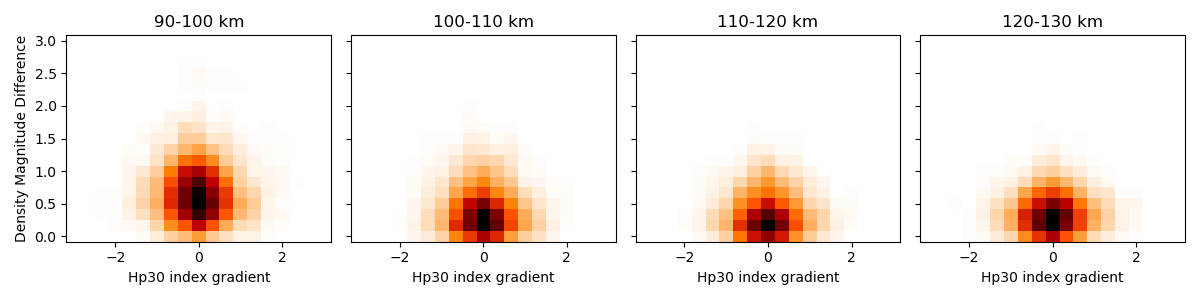 90-100 km
100-110 km
110-120 km
120-130 km
Density Magnitude Difference
3.0
2.5
2.0
1.5
1.0
0.5
0.0
−2
0
2
−2
0
2
−2
0
2
−2
0
2
Hp30 index gradient
Hp30 index gradient
Hp30 index gradient
Hp30 index gradient